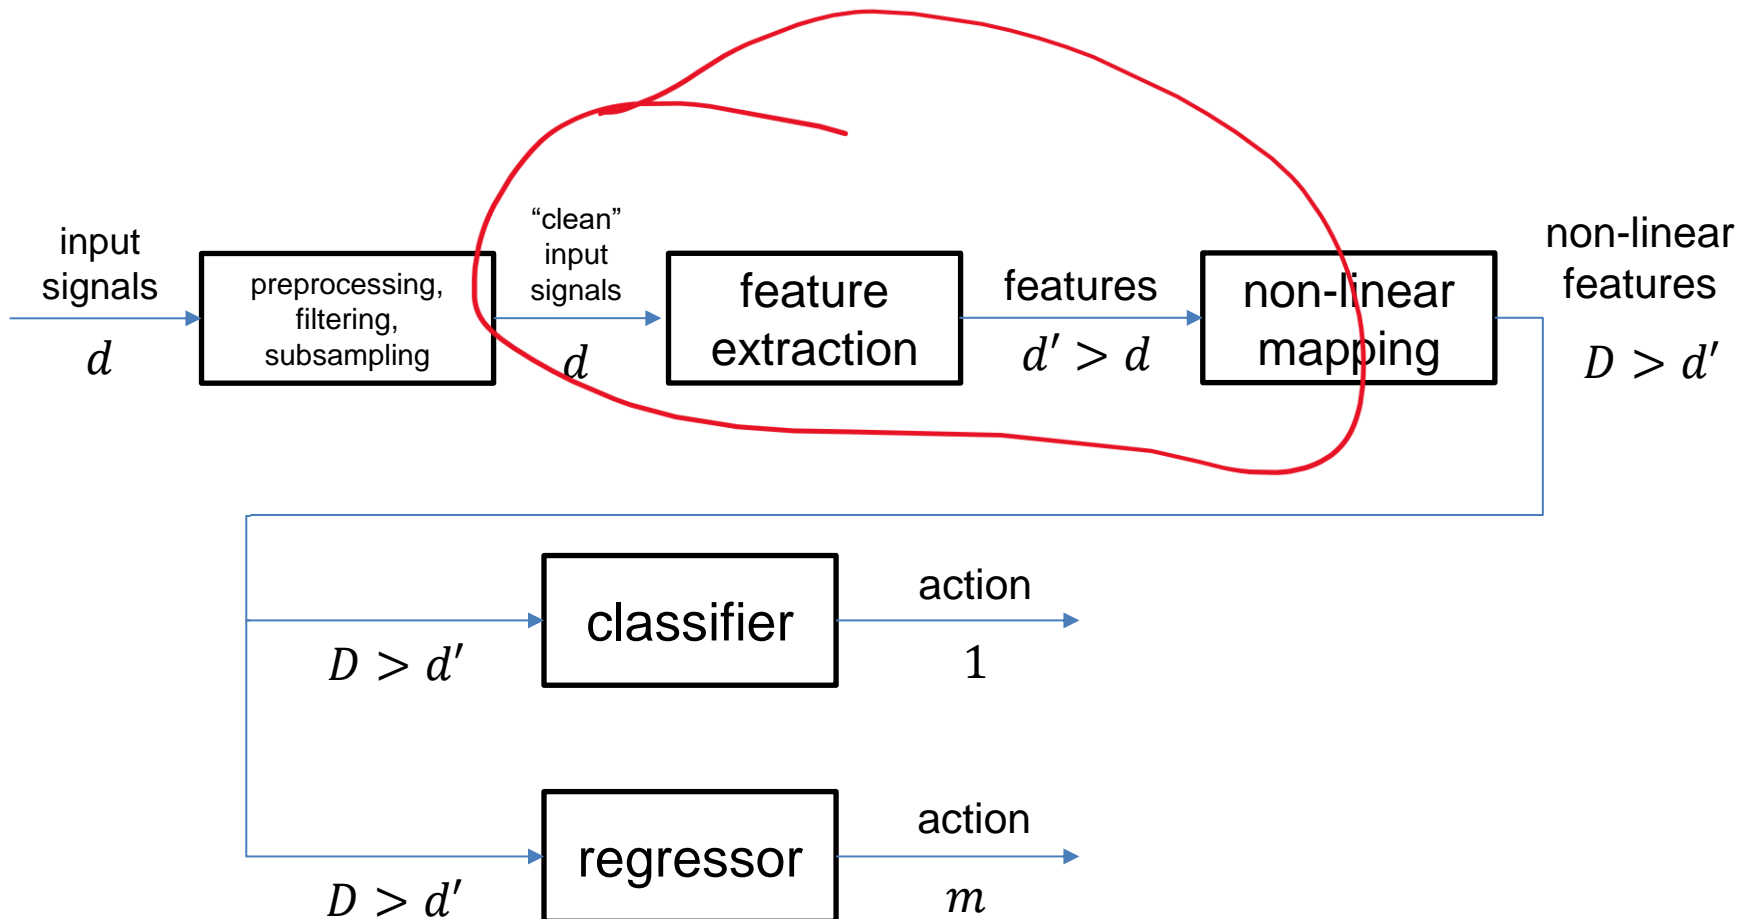 input
signals
d
preprocessing,
filtering,
subsampling
“clean”
input
signals
d
feature
extraction
features
d′ > d
non-linear
mapping
non-linear
features
D > d′
D > d′
classifier
action
1
D > d′
regressor
action
m